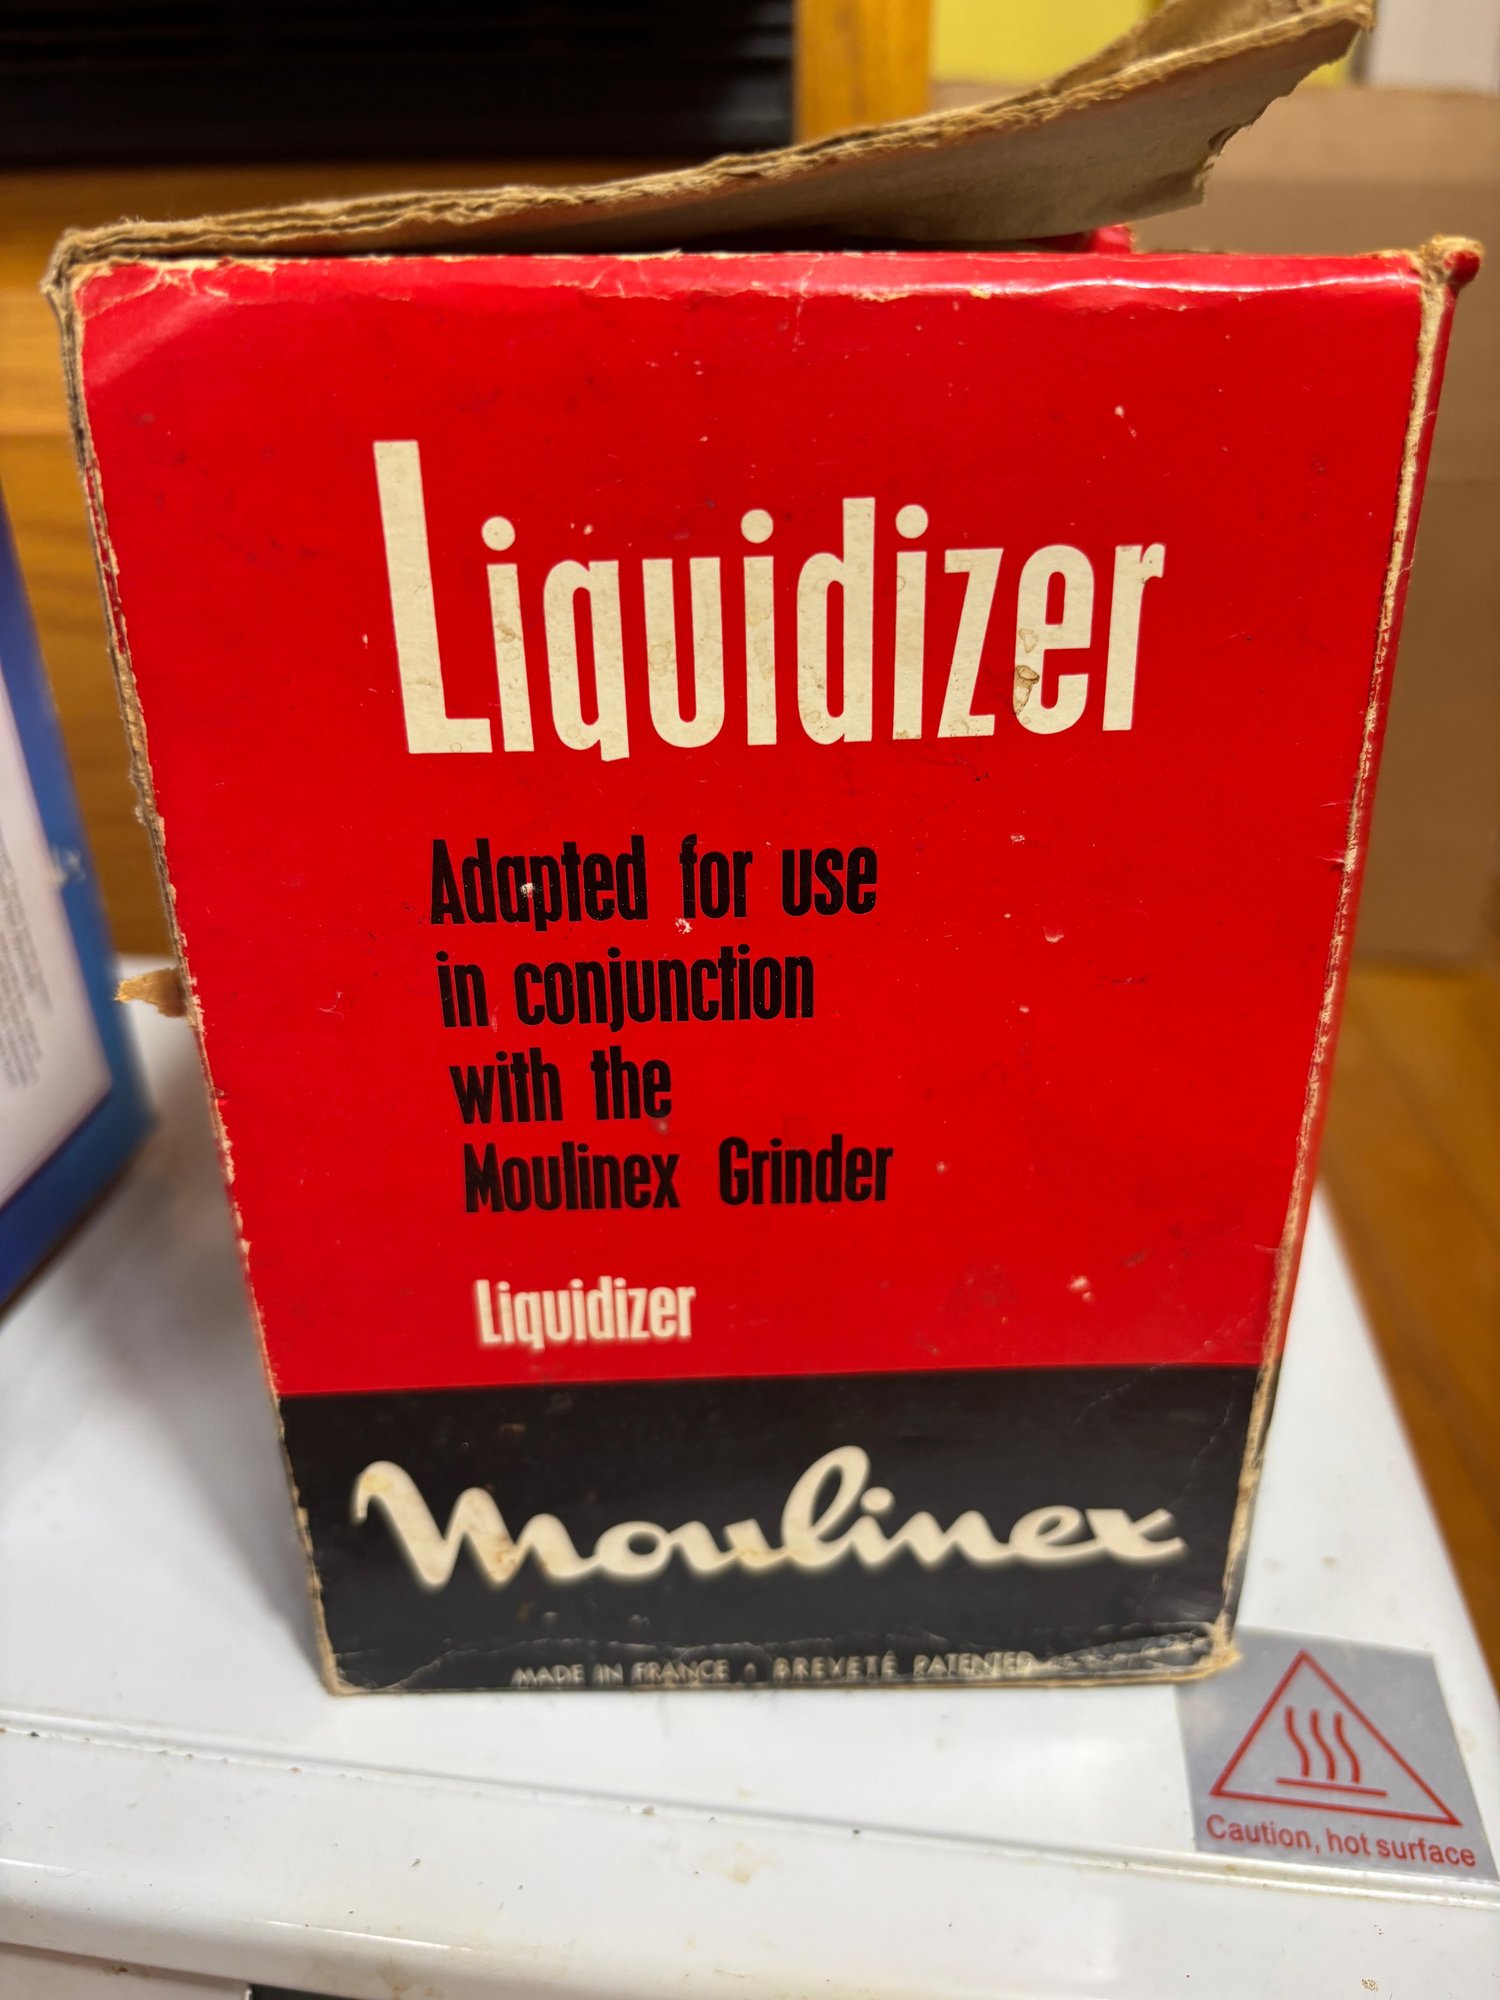 Liquidizer
Adapted for use
in conjunction
with the
Moulinex Grinder
Liquidizer
Moulinex
MADE IN FRANCE • BREVETÉ PATENTED
Caution, hot surface